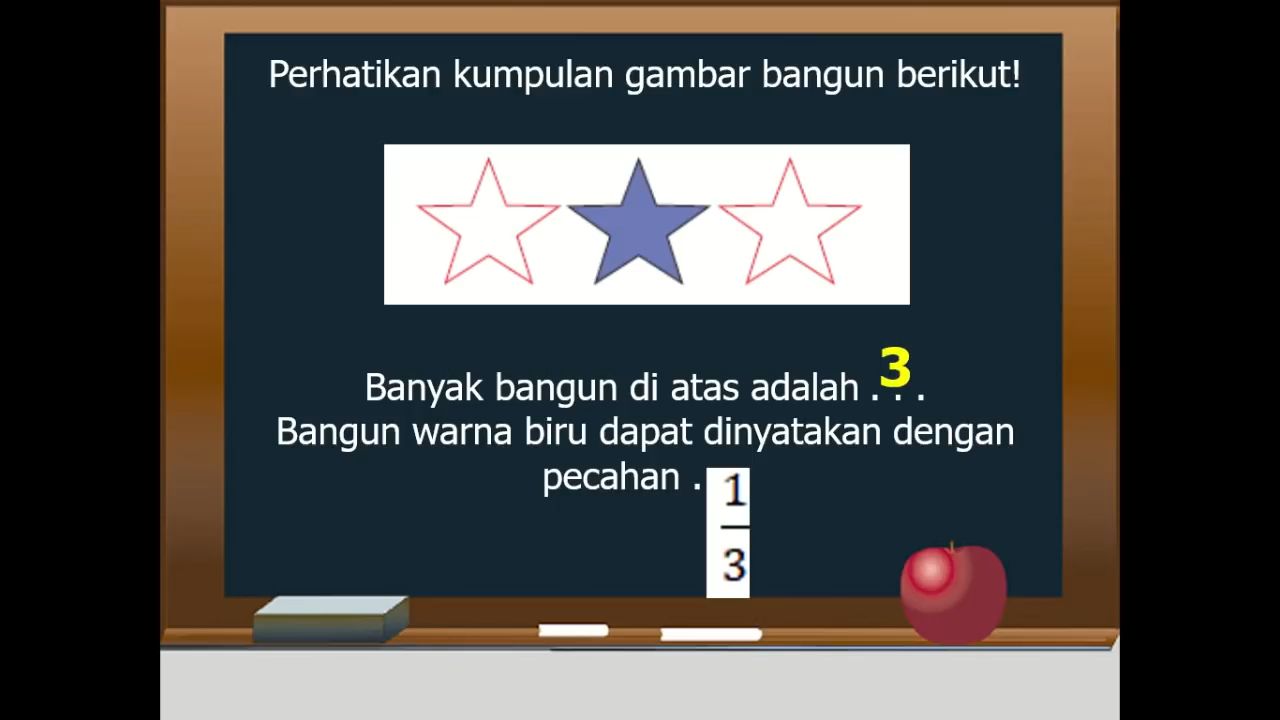 Perhatikan kumpulan gambar bangun berikut!
Banyak bangun di atas adalah . . .
3
Bangun warna biru dapat dinyatakan dengan
pecahan .
1
3